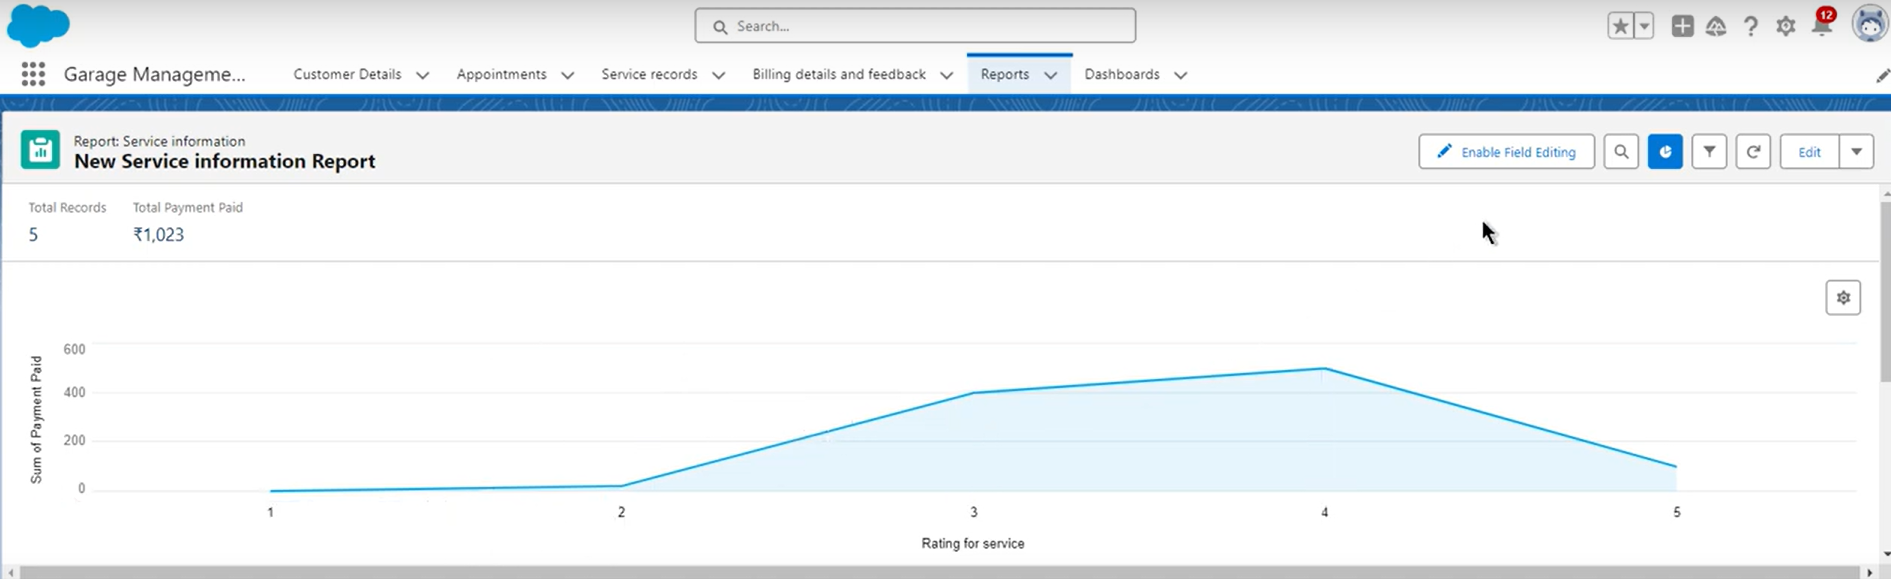 Search...
12
Garage Manageme...
Customer Details
Appointments
Service records
Billing details and feedback
Reports
Dashboards
Report: Service information
New Service information Report
Enable Field Editing
Edit
Total Records
Total Payment Paid
5
₹1,023
Sum of Payment Paid
600
400
200
0
1
2
3
4
5
Rating for service